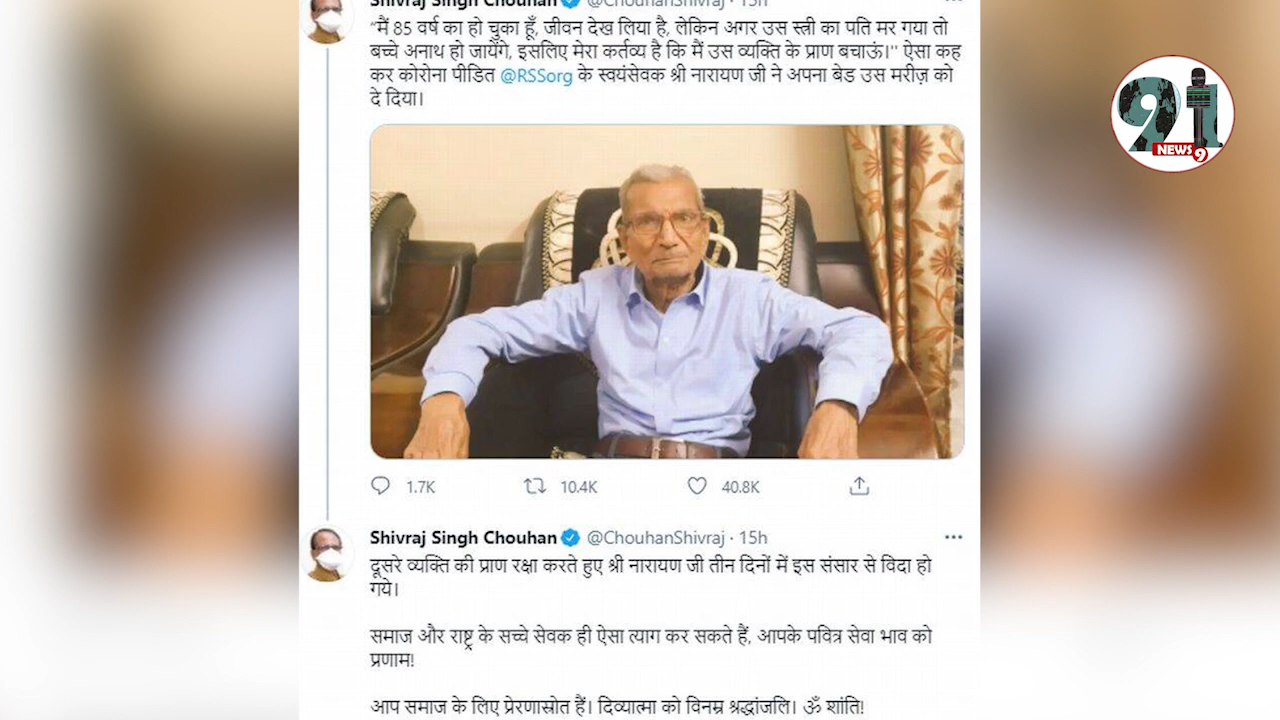 Shivraj Singh Chouhan @ChouhanShivraj · 15h
“मैं 85 वर्ष का हो चुका हूँ, जीवन देख लिया है, लेकिन अगर उस स्त्री का पति मर गया तो
बच्चे अनाथ हो जायेंगे, इसलिए मेरा कर्तव्य है कि मैं उस व्यक्ति के प्राण बचाऊं।'' ऐसा कह
कर कोरोना पीडित @RSSorg के स्वयंसेवक श्री नारायण जी ने अपना बेड उस मरीज़ को
दे दिया।
1.7K 10.4K 40.8K
Shivraj Singh Chouhan @ChouhanShivraj · 15h
दूसरे व्यक्ति की प्राण रक्षा करते हुए श्री नारायण जी तीन दिनों में इस संसार से विदा हो
गये।
समाज और राष्ट्र के सच्चे सेवक ही ऐसा त्याग कर सकते हैं, आपके पवित्र सेवा भाव को
प्रणाम!
आप समाज के लिए प्रेरणास्रोत हैं। दिव्यात्मा को विनम्र श्रद्धांजलि। ॐ शांति!
91
NEWS 9